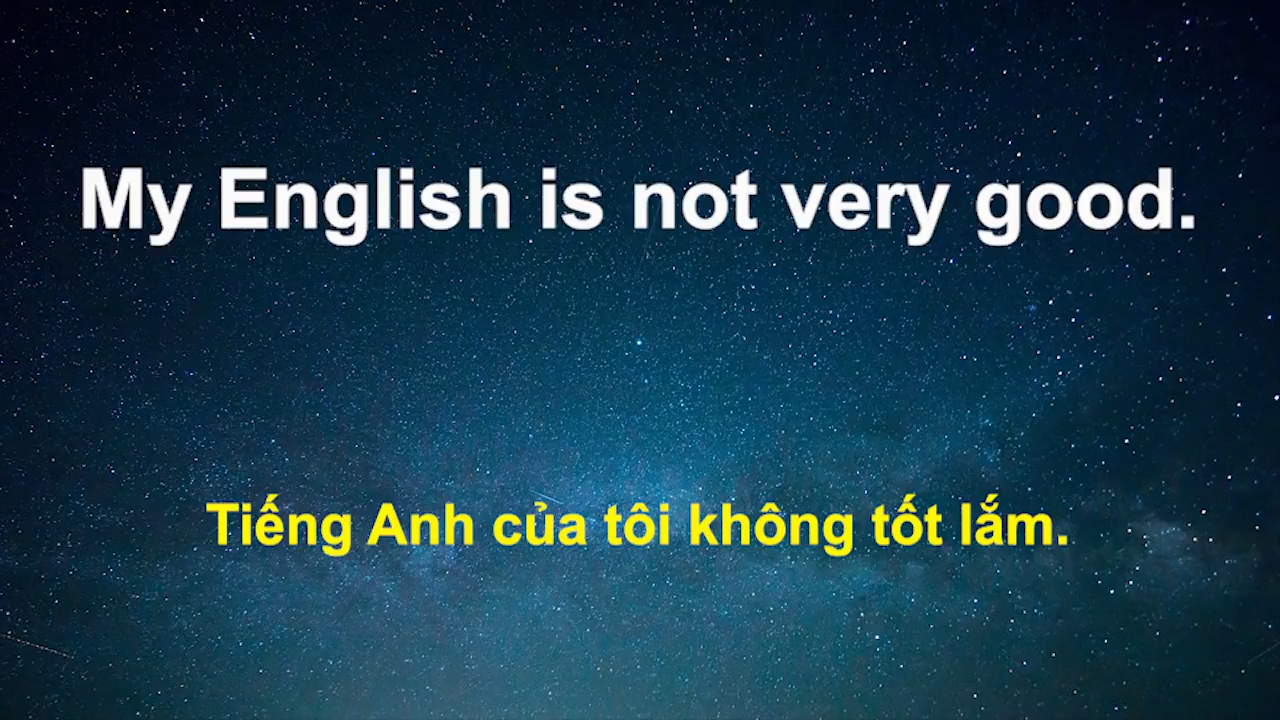 My English is not very good.
Tiếng Anh của tôi không tốt lắm.